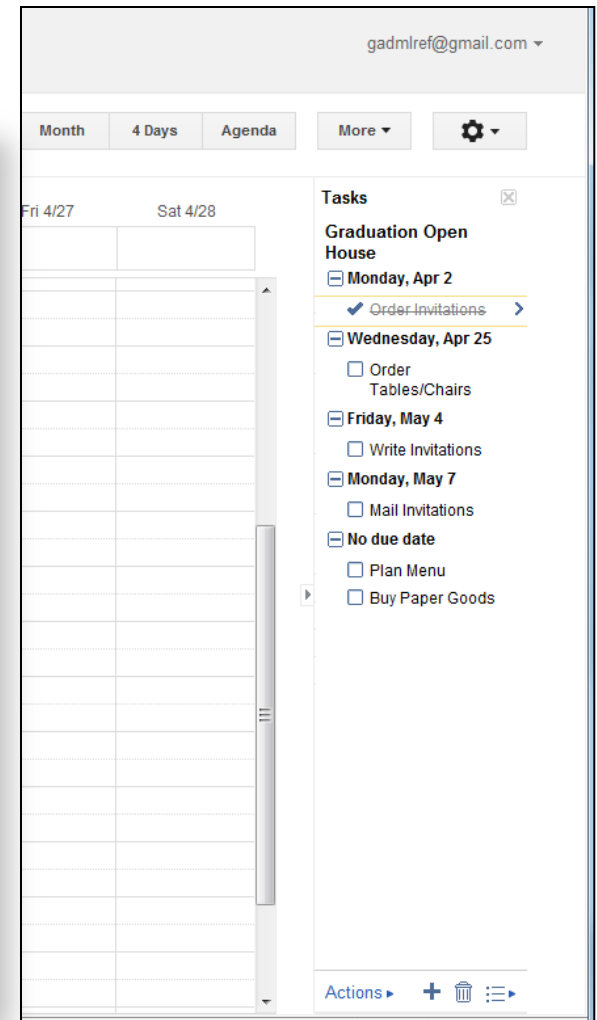 gadmlref@gmail.com
Month 4 Days Agenda More
Fri 4/27 Sat 4/28
Tasks
Graduation Open
House
Monday, Apr 2
Order Invitations
Wednesday, Apr 25
Order
Tables/Chairs
Friday, May 4
Write Invitations
Monday, May 7
Mail Invitations
No due date
Plan Menu
Buy Paper Goods
Actions